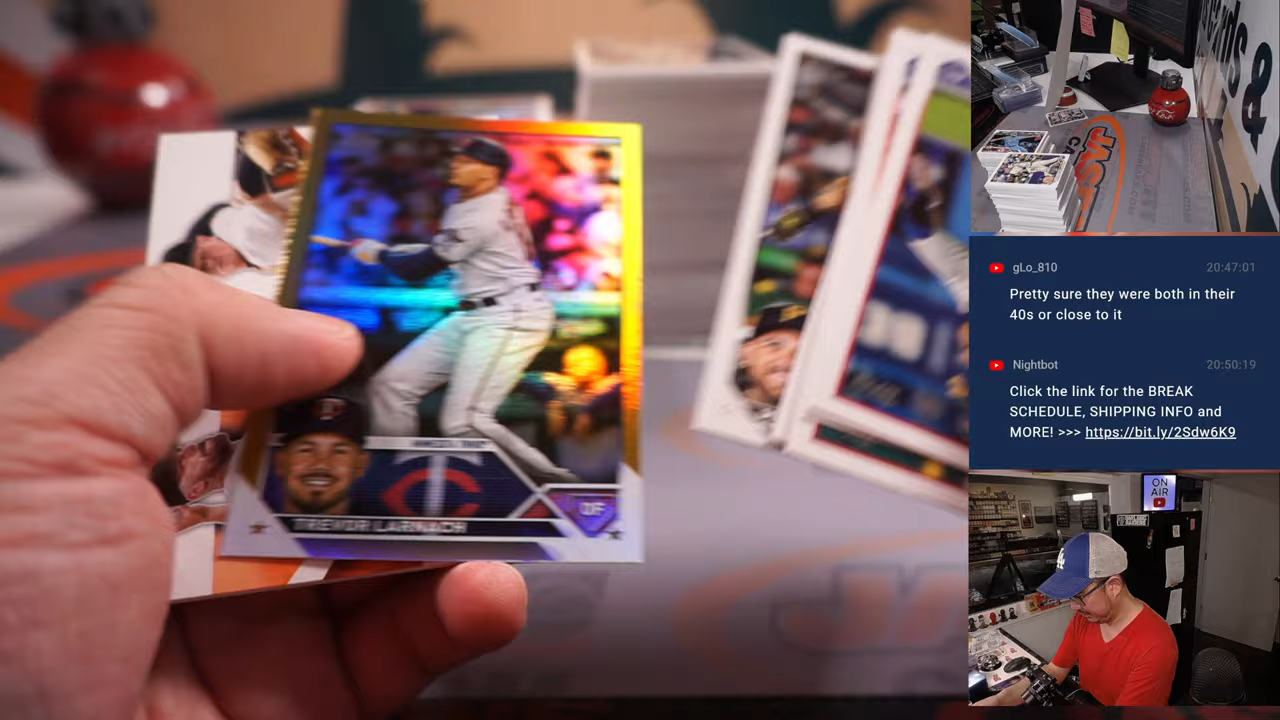 TREVOR LARNACH
OF
gLo_810
20:47:01
Pretty sure they were both in their
40s or close to it
Nightbot
20:50:19
Click the link for the BREAK
SCHEDULE, SHIPPING INFO and
MORE! >>> https://bit.ly/2Sdw6K9
ON
AIR